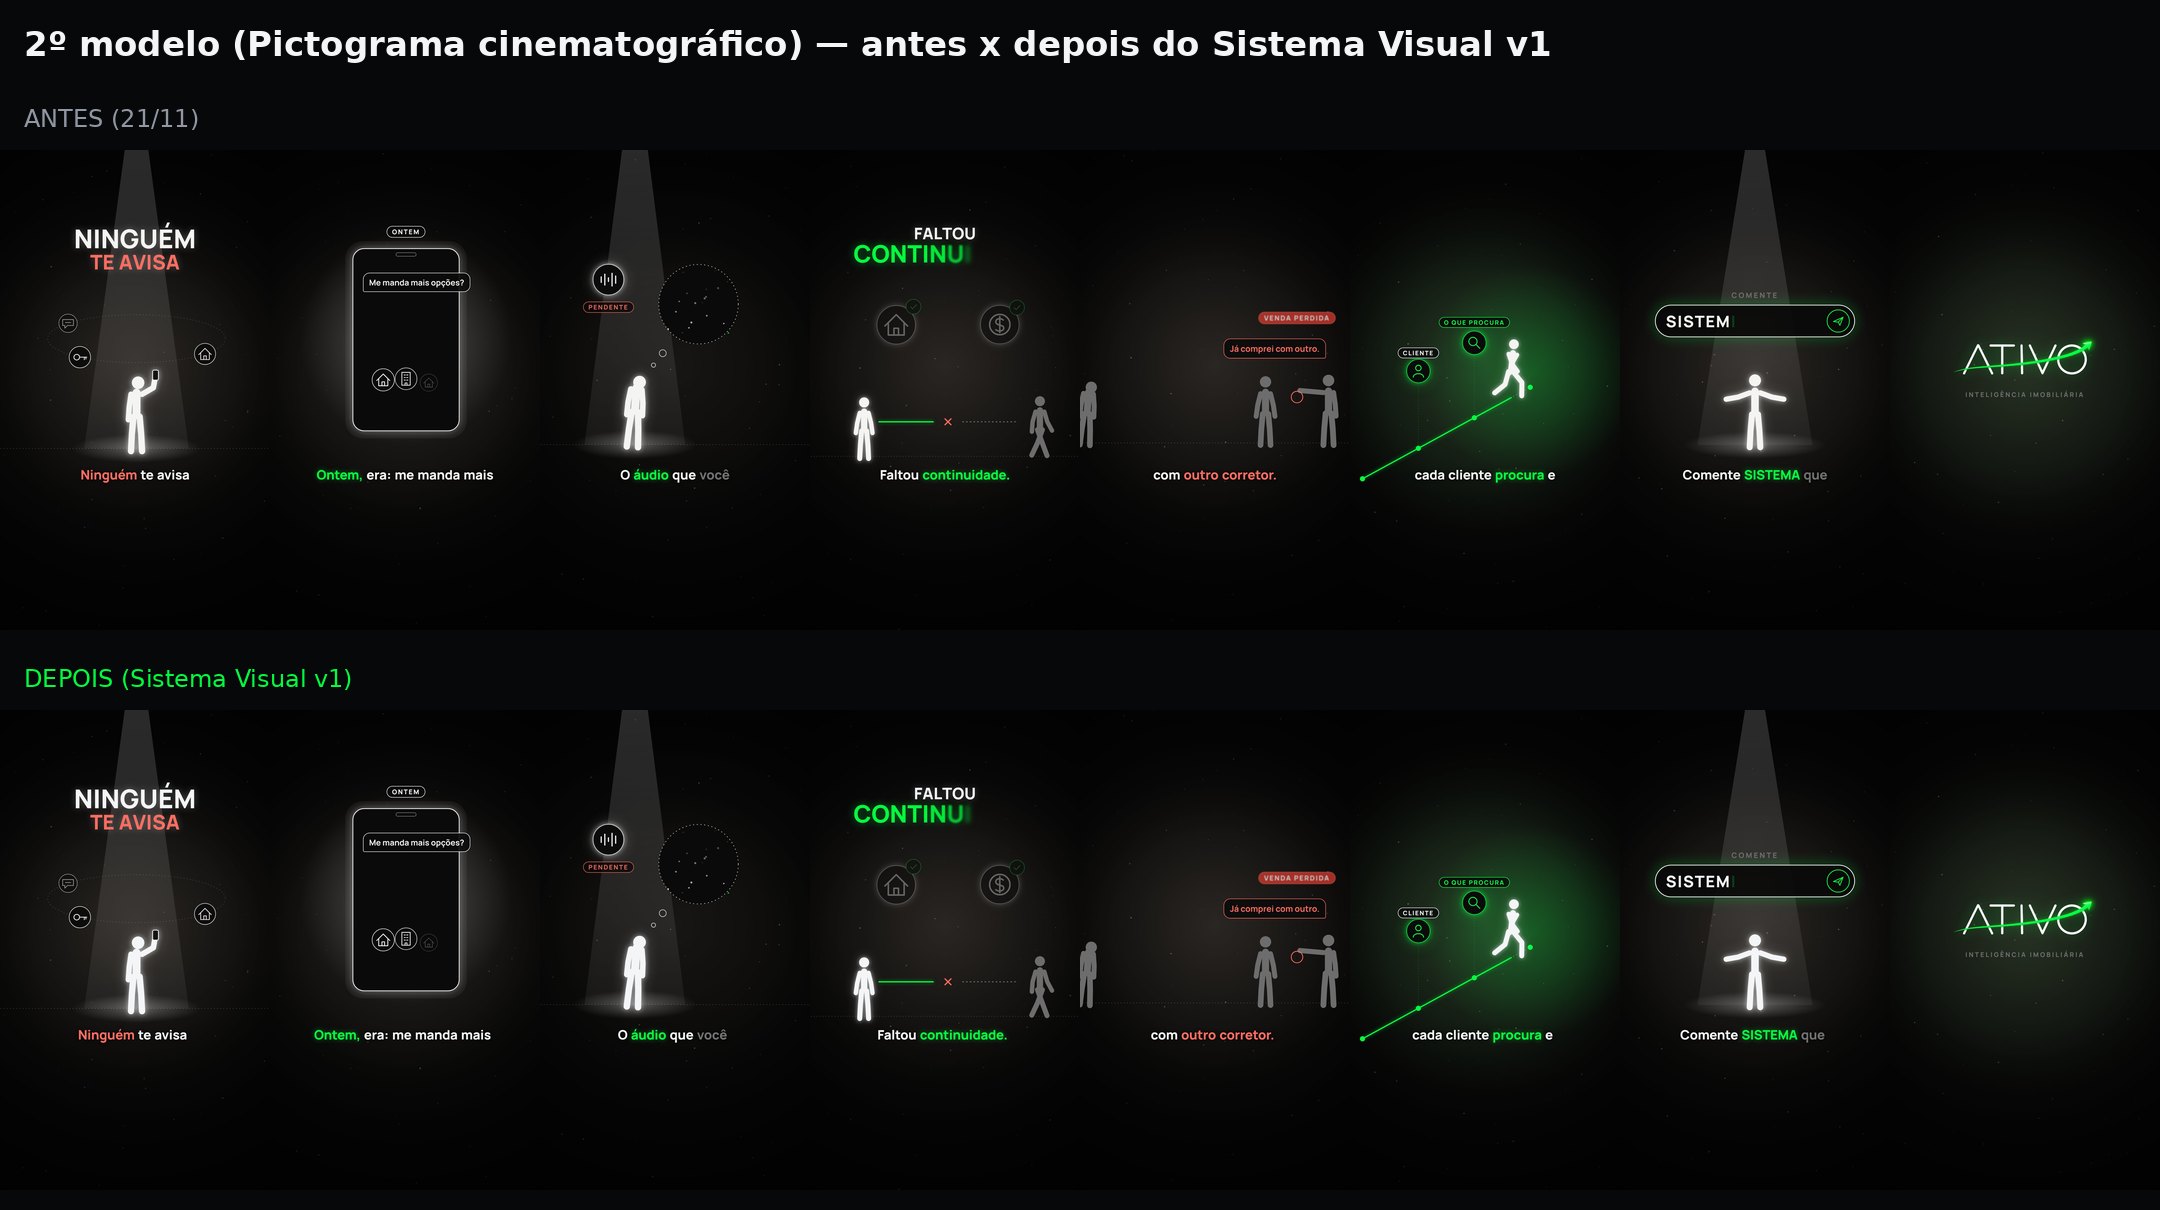 2º modelo (Pictograma cinematográfico) — antes x depois do Sistema Visual v1
ANTES (21/11)
NINGUÉM
TE AVISA
Ninguém te avisa
ONTEM
Me manda mais opções?
Ontem, era: me manda mais
PENDENTE
O áudio que você
FALTOU
CONTINU
Faltou continuidade.
VENDA PERDIDA
Já comprei com outro.
com outro corretor.
O QUE PROCURA
CLIENTE
cada cliente procura e
COMENTE
SISTEM
Comente SISTEMA que
ATIVO
INTELIGÊNCIA IMOBILIÁRIA
DEPOIS (Sistema Visual v1)
NINGUÉM
TE AVISA
Ninguém te avisa
ONTEM
Me manda mais opções?
Ontem, era: me manda mais
PENDENTE
O áudio que você
FALTOU
CONTINU
Faltou continuidade.
VENDA PERDIDA
Já comprei com outro.
com outro corretor.
O QUE PROCURA
CLIENTE
cada cliente procura e
COMENTE
SISTEM
Comente SISTEMA que
ATIVO
INTELIGÊNCIA IMOBILIÁRIA